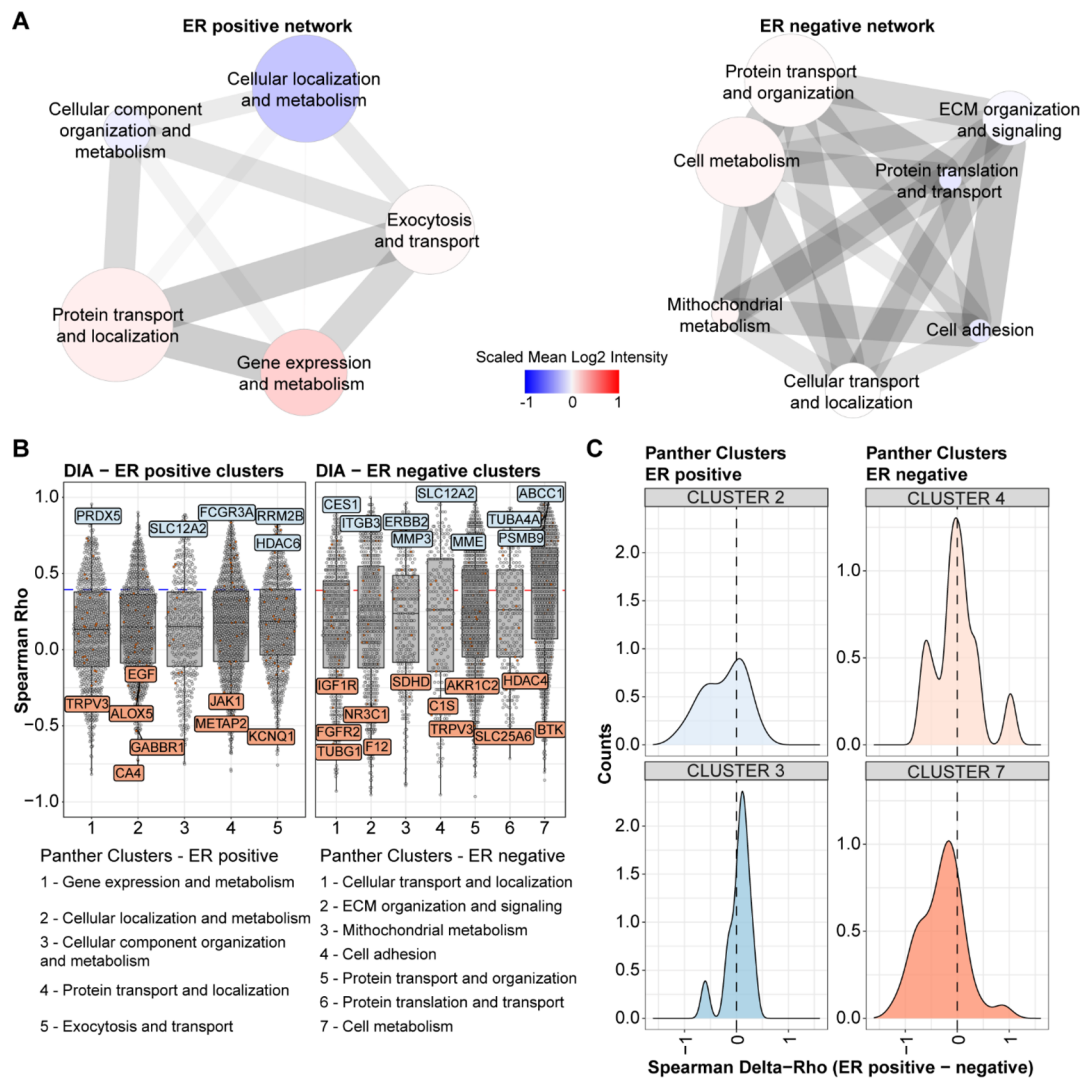 A
ER positive network
Cellular localization
and metabolism
Cellular component
organization and
metabolism
Exocytosis
and transport
Protein transport
and localization
Gene expression
and metabolism
ER negative network
Protein transport
and organization
ECM organization
and signaling
Cell metabolism
Protein translation
and transport
Mithochondrial
metabolism
Cell adhesion
Cellular transport
and localization
Scaled Mean Log2 Intensity
-1 0 1
B
DIA − ER positive clusters
DIA − ER negative clusters
Spearman Rho
1.0
0.5
0.0
−0.5
−1.0
PRDX5
SLC12A2
FCGR3A
RRM2B
HDAC6
EGF
TRPV3
ALOX5
JAK1
METAP2
KCNQ1
GABBR1
CA4
CES1
ITGB3
ERBB2
MMP3
SLC12A2
MME
TUBA4A
PSMB9
ABCC1
IGF1R
SDHD
AKR1C2
HDAC4
NR3C1
C1S
FGFR2
TRPV3
BTK
TUBG1
F12
SLC25A6
1 2 3 4 5
1 2 3 4 5 6 7
Panther Clusters - ER positive
1 - Gene expression and metabolism
2 - Cellular localization and metabolism
3 - Cellular component organization
and metabolism
4 - Protein transport and localization
5 - Exocytosis and transport
Panther Clusters - ER negative
1 - Cellular transport and localization
2 - ECM organization and signaling
3 - Mithochondrial metabolism
4 - Cell adhesion
5 - Protein transport and organization
6 - Protein translation and transport
7 - Cell metabolism
C
Panther Clusters
ER positive
Panther Clusters
ER negative
Counts
CLUSTER 2
2.0
1.5
1.0
0.5
0.0
CLUSTER 4
1.0
0.5
0.0
CLUSTER 3
2.0
1.5
1.0
0.5
0.0
CLUSTER 7
1.0
0.5
0.0
−1 0 1
−1 0 1
Spearman Delta−Rho (ER positive − negative)